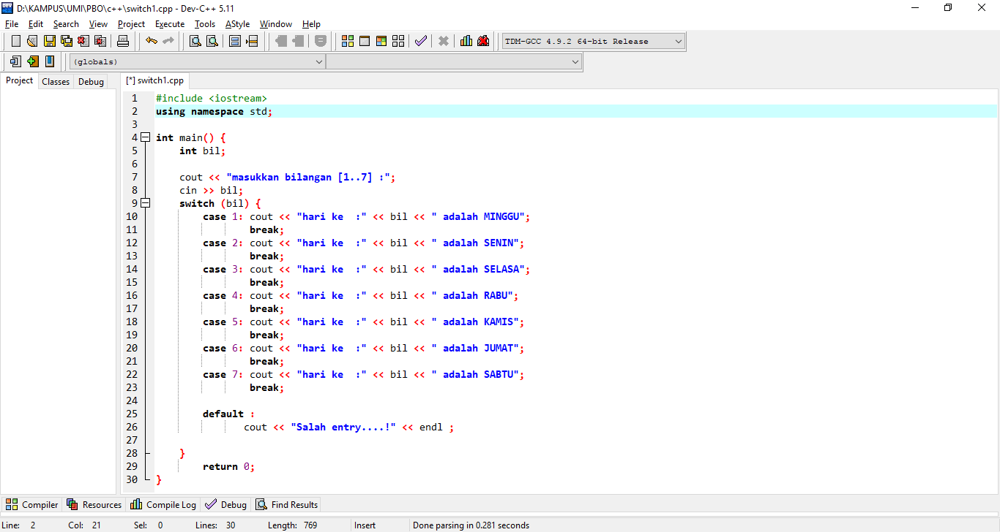 D:\KAMPUS\UMI\PBO\c++\switch1.cpp - Dev-C++ 5.11
File Edit Search View Project Execute Tools AStyle Window Help
TDM-GCC 4.9.2 64-bit Release
(globals)
Project Classes Debug [*] switch1.cpp
1 #include <iostream>
2 using namespace std;
3
4 int main() {
5 int bil;
6
7 cout << "masukkan bilangan [1..7] :";
8 cin >> bil;
9 switch (bil) {
10 case 1: cout << "hari ke  :" << bil << " adalah MINGGU";
11 break;
12 case 2: cout << "hari ke  :" << bil << " adalah SENIN";
13 break;
14 case 3: cout << "hari ke  :" << bil << " adalah SELASA";
15 break;
16 case 4: cout << "hari ke  :" << bil << " adalah RABU";
17 break;
18 case 5: cout << "hari ke  :" << bil << " adalah KAMIS";
19 break;
20 case 6: cout << "hari ke  :" << bil << " adalah JUMAT";
21 break;
22 case 7: cout << "hari ke  :" << bil << " adalah SABTU";
23 break;
24
25 default :
26 cout << "Salah entry....!" << endl ;
27
28 }
29 return 0;
30 }
Compiler Resources Compile Log Debug Find Results
Line: 2 Col: 21 Sel: 0 Lines: 30 Length: 769 Insert Done parsing in 0.281 seconds